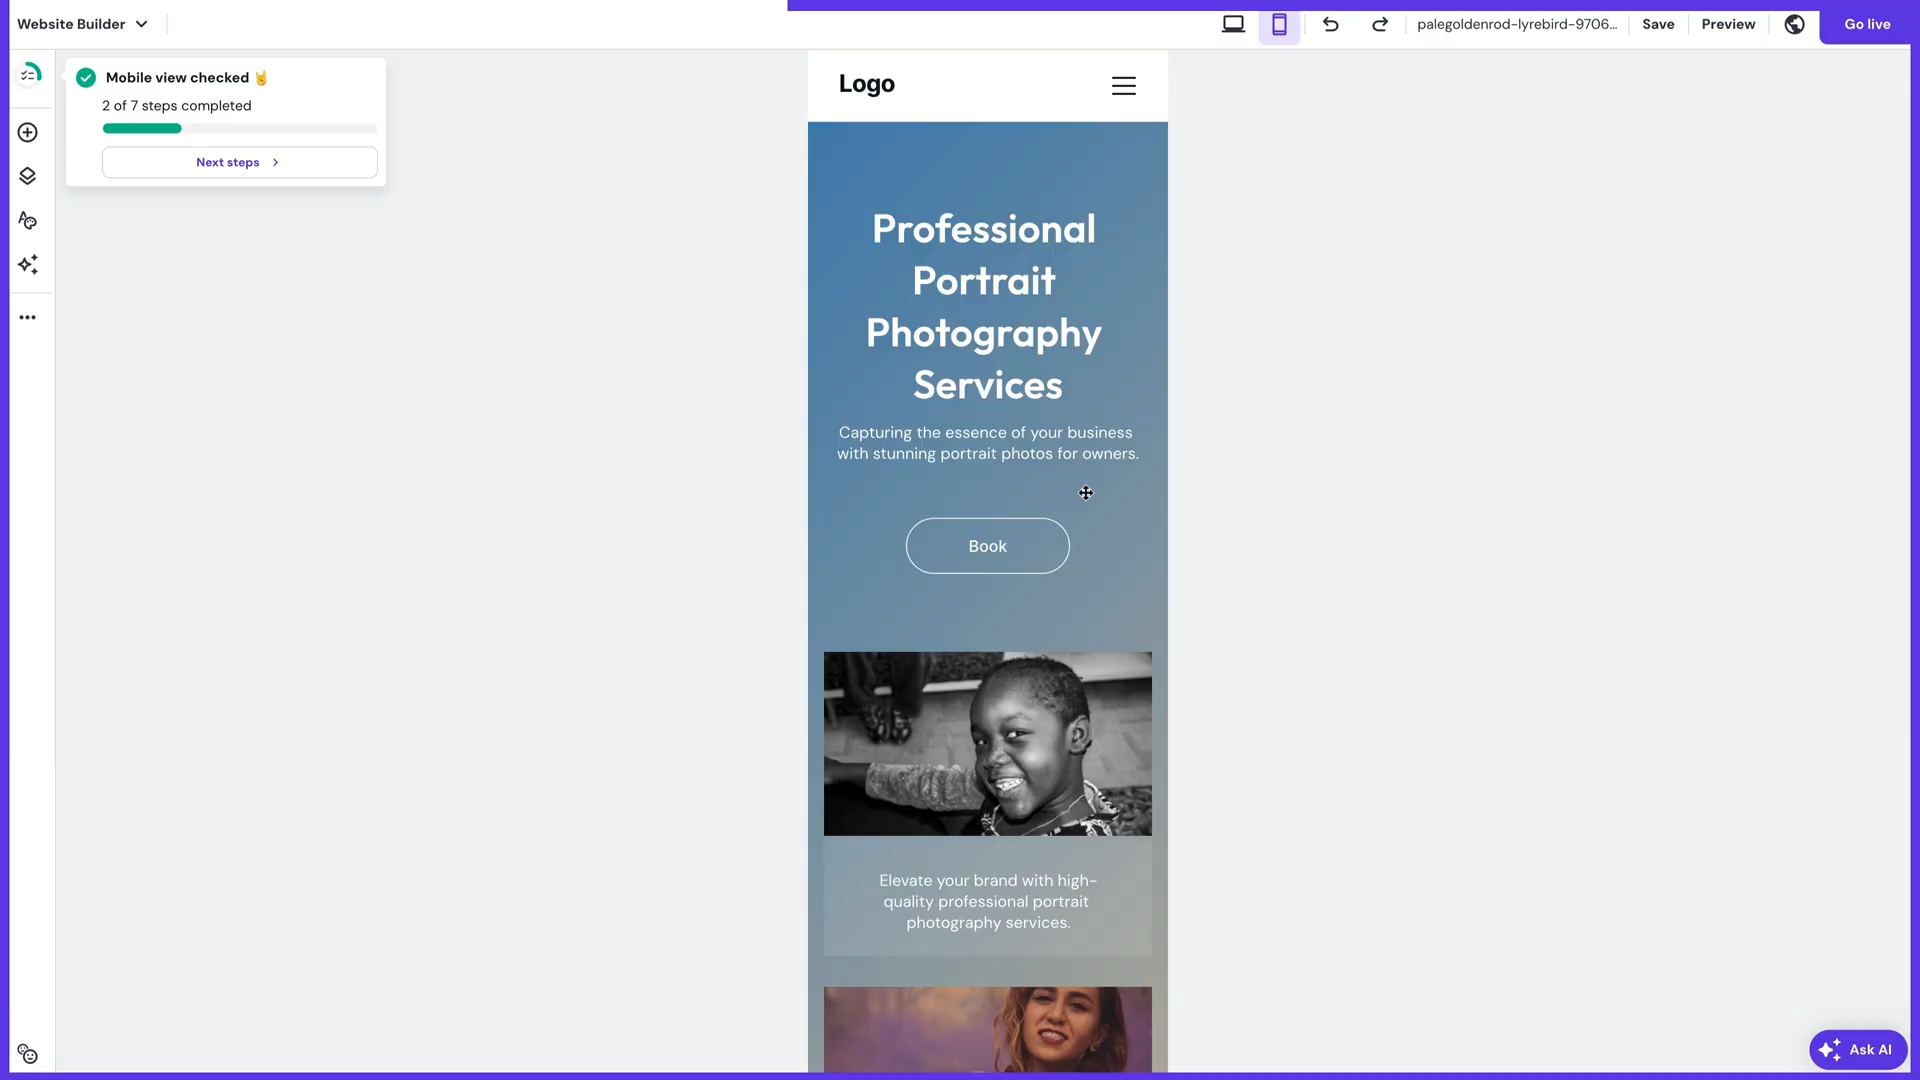 Website Builder
palegoldenrod-lyrebird-9706...
Save
Preview
Go live
Mobile view checked 🤘
2 of 7 steps completed
Next steps
Logo
Professional
Portrait
Photography
Services
Capturing the essence of your business
with stunning portrait photos for owners.
Book
Elevate your brand with high-
quality professional portrait
photography services.
Ask AI